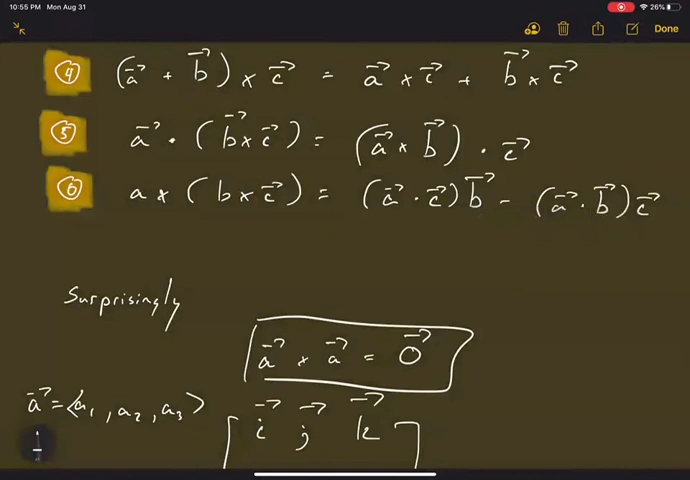 10:55 PM Mon Aug 31
26%
Done
④ (a⃗ + b⃗) × c⃗ = a⃗ × c⃗ + b⃗ × c⃗
⑤ a⃗ · (b⃗ × c⃗) = (a⃗ × b⃗) · c⃗
⑥ a × (b × c⃗) = (a⃗ · c⃗) b⃗ - (a⃗ · b⃗) c⃗
Surprisingly
a⃗ × a⃗ = 0⃗
a⃗ = <a₁, a₂, a₃>
[ i⃗ j⃗ k⃗ ]